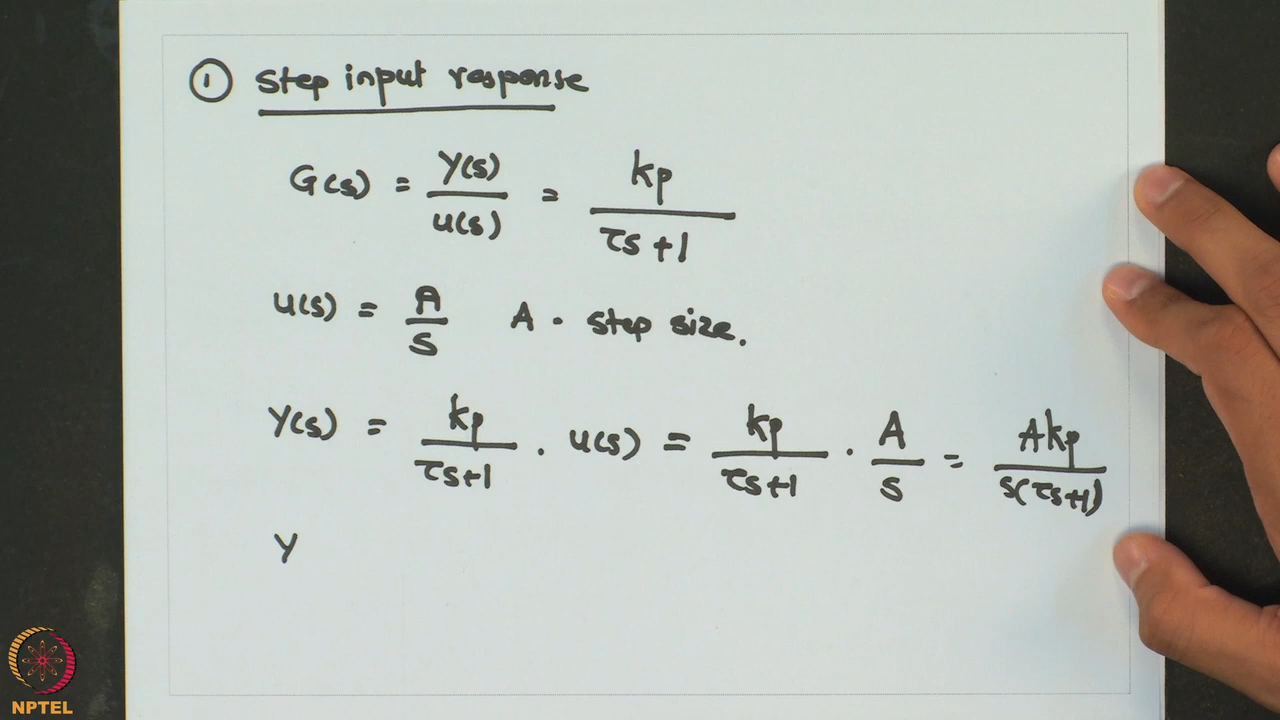 ① Step input response
G(s) = Y(s)/u(s) = kp/τs+1
u(s) = A/s A - step size.
Y(s) = kp/τs+1 . u(s) = kp/τs+1 . A/s = Akp/s(τs+1)
Y
NPTEL